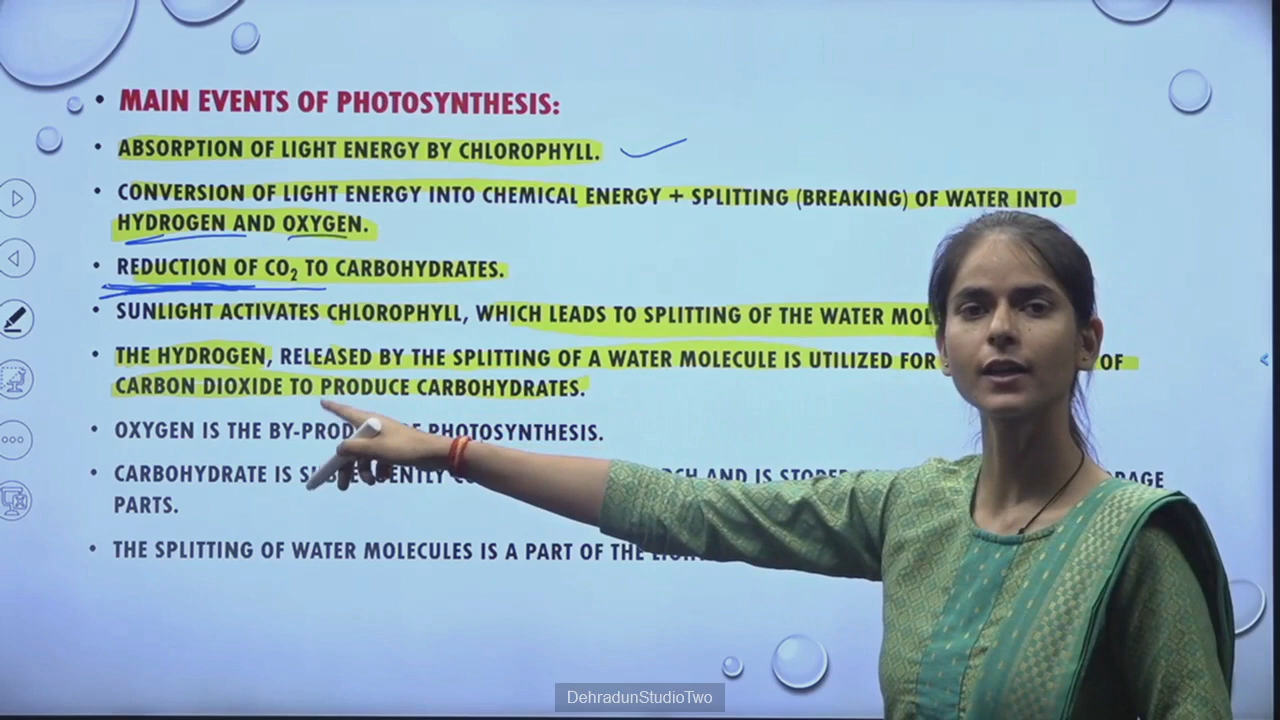 MAIN EVENTS OF PHOTOSYNTHESIS:
ABSORPTION OF LIGHT ENERGY BY CHLOROPHYLL.
CONVERSION OF LIGHT ENERGY INTO CHEMICAL ENERGY + SPLITTING (BREAKING) OF WATER INTO
HYDROGEN AND OXYGEN.
REDUCTION OF CO₂ TO CARBOHYDRATES.
SUNLIGHT ACTIVATES CHLOROPHYLL, WHICH LEADS TO SPLITTING OF THE WATER
THE HYDROGEN, RELEASED BY THE SPLITTING OF A WATER MOLECULE IS UTILIZED FOR OF
CARBON DIOXIDE TO PRODUCE CARBOHYDRATES.
OXYGEN IS THE PHOTOSYNTHESIS.
CARBOHYDRATE IS AND IS
PARTS.
THE SPLITTING OF WATER MOLECULES IS A PART OF THE
DehradunStudioTwo